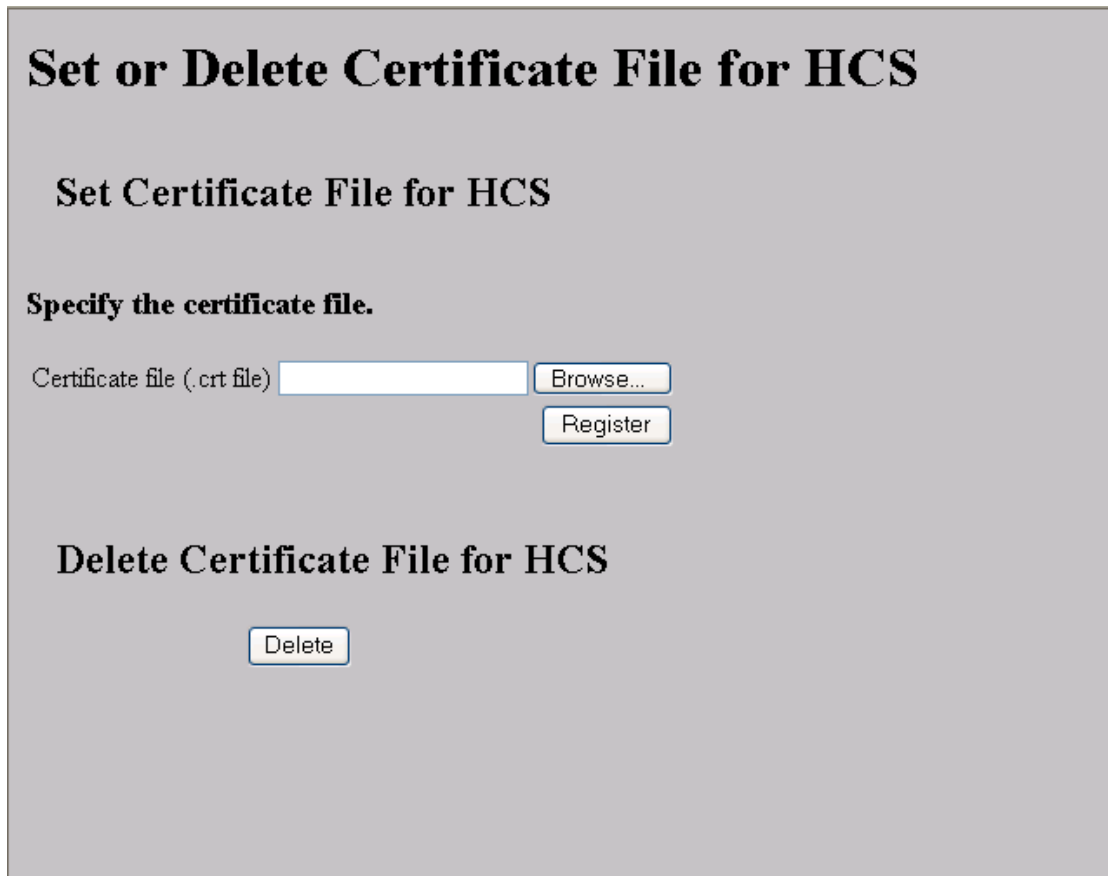 Set or Delete Certificate File for HCS
Set Certificate File for HCS
Specify the certificate file.
Certificate file (.crt file) Browse...
Register
Delete Certificate File for HCS
Delete